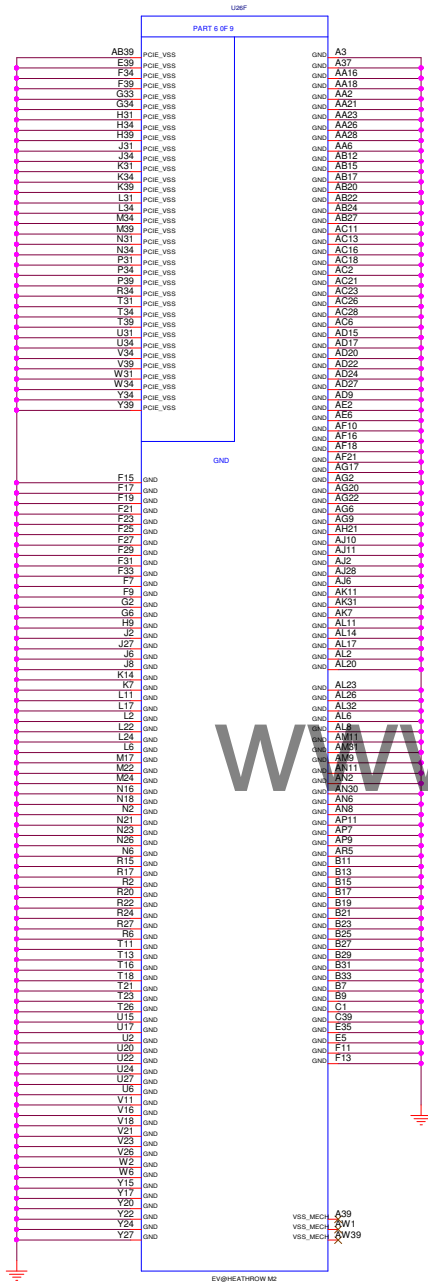 U26F
PART 6 0F 9
AB39 PCIE_VSS
E39 PCIE_VSS
F34 PCIE_VSS
F39 PCIE_VSS
G33 PCIE_VSS
G34 PCIE_VSS
H31 PCIE_VSS
H34 PCIE_VSS
H39 PCIE_VSS
J31 PCIE_VSS
J34 PCIE_VSS
K31 PCIE_VSS
K34 PCIE_VSS
K39 PCIE_VSS
L31 PCIE_VSS
L34 PCIE_VSS
M34 PCIE_VSS
M39 PCIE_VSS
N31 PCIE_VSS
N34 PCIE_VSS
P31 PCIE_VSS
P34 PCIE_VSS
P39 PCIE_VSS
R34 PCIE_VSS
T31 PCIE_VSS
T34 PCIE_VSS
T39 PCIE_VSS
U31 PCIE_VSS
U34 PCIE_VSS
V34 PCIE_VSS
V39 PCIE_VSS
W31 PCIE_VSS
W34 PCIE_VSS
Y34 PCIE_VSS
Y39 PCIE_VSS
GND
F15 GND
F17 GND
F19 GND
F21 GND
F23 GND
F25 GND
F27 GND
F29 GND
F31 GND
F33 GND
F7 GND
F9 GND
G2 GND
G6 GND
H9 GND
J2 GND
J27 GND
J6 GND
J8 GND
K14 GND
K7 GND
L11 GND
L17 GND
L2 GND
L22 GND
L24 GND
L6 GND
M17 GND
M22 GND
M24 GND
N16 GND
N18 GND
N2 GND
N21 GND
N23 GND
N26 GND
N6 GND
R15 GND
R17 GND
R2 GND
R20 GND
R22 GND
R24 GND
R27 GND
R6 GND
T11 GND
T13 GND
T16 GND
T18 GND
T21 GND
T23 GND
T26 GND
U15 GND
U17 GND
U2 GND
U20 GND
U22 GND
U24 GND
U27 GND
U6 GND
V11 GND
V16 GND
V18 GND
V21 GND
V23 GND
V26 GND
W2 GND
W6 GND
Y15 GND
Y17 GND
Y20 GND
Y22 GND
Y24 GND
Y27 GND
GND A3
GND A37
GND AA16
GND AA18
GND AA2
GND AA21
GND AA23
GND AA26
GND AA28
GND AA6
GND AB12
GND AB15
GND AB17
GND AB20
GND AB22
GND AB24
GND AB27
GND AC11
GND AC13
GND AC16
GND AC18
GND AC2
GND AC21
GND AC23
GND AC26
GND AC28
GND AC6
GND AD15
GND AD17
GND AD20
GND AD22
GND AD24
GND AD27
GND AD9
GND AE2
GND AE6
GND AF10
GND AF16
GND AF18
GND AF21
GND AG17
GND AG2
GND AG20
GND AG22
GND AG6
GND AG9
GND AH21
GND AJ10
GND AJ11
GND AJ2
GND AJ28
GND AJ6
GND AK11
GND AK31
GND AK7
GND AL11
GND AL14
GND AL17
GND AL2
GND AL20
GND AL23
GND AL26
GND AL32
GND AL6
GND AL8
GND AM11
GND AM31
GND AM9
GND AN11
GND AN2
GND AN30
GND AN6
GND AN8
GND AP11
GND AP7
GND AP9
GND AR5
GND B11
GND B13
GND B15
GND B17
GND B19
GND B21
GND B23
GND B25
GND B27
GND B29
GND B31
GND B33
GND B7
GND B9
GND C1
GND C39
GND E35
GND E5
GND F11
GND F13
VSS_MECH A39
VSS_MECH AW1
VSS_MECH AW39
EV@HEATHROW M2